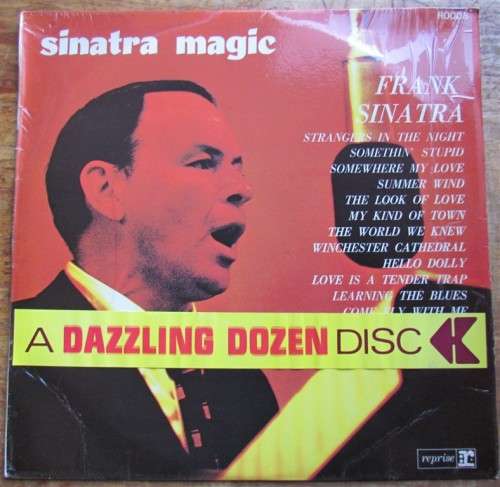 sinatra magic
FRANK
SINATRA
STRANGERS IN THE NIGHT
SOMETHIN' STUPID
SOMEWHERE MY LOVE
SUMMER WIND
THE LOOK OF LOVE
MY KIND OF TOWN
THE WORLD WE KNEW
WINCHESTER CATHEDRAL
HELLO DOLLY
LOVE IS A TENDER TRAP
LEARNING THE BLUES
COME FLY WITH ME
A DAZZLING DOZEN DISC K
reprise